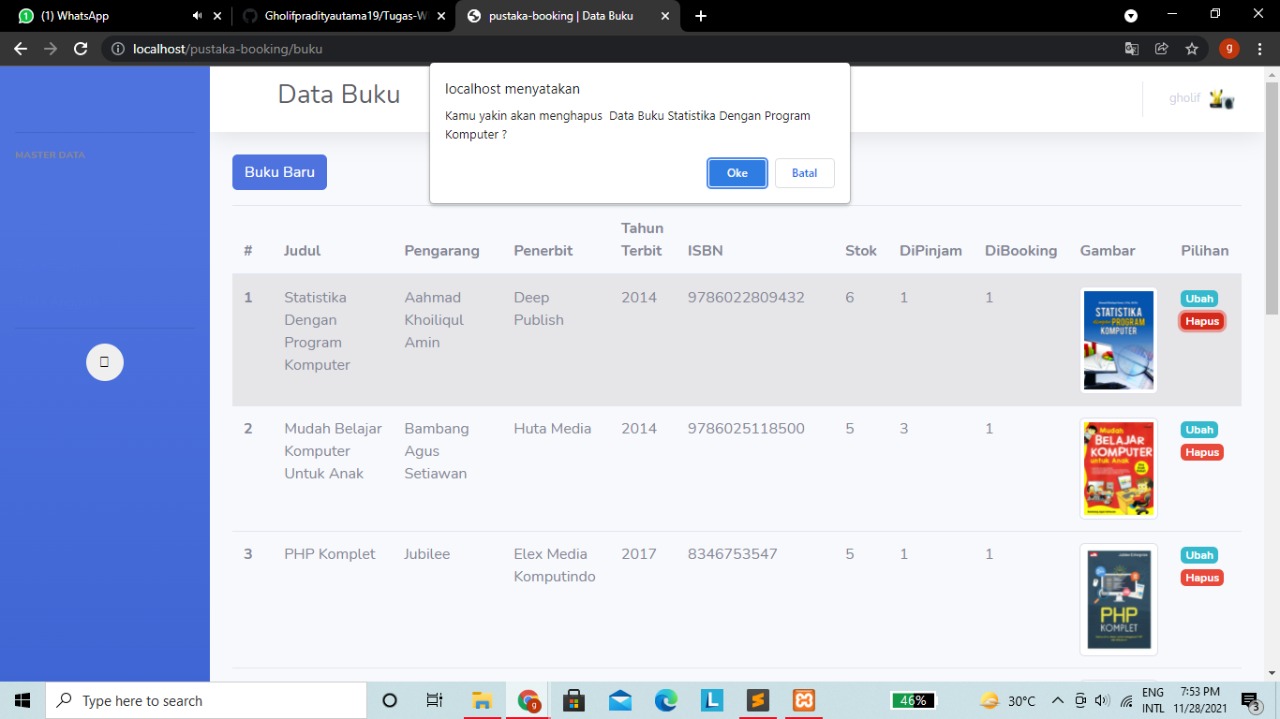 (1) WhatsApp
Gholifpradityautama19/Tugas-W
pustaka-booking | Data Buku
localhost/pustaka-booking/buku
g
localhost menyatakan
Kamu yakin akan menghapus Data Buku Statistika Dengan Program
Komputer ?
Oke
Batal
Data Buku
gholif
MASTER DATA
Buku Baru
# Judul Pengarang Penerbit Tahun Terbit ISBN Stok DiPinjam DiBooking Gambar Pilihan
1 Statistika Dengan Program Komputer Aahmad Khoiliqul Amin Deep Publish 2014 9786022809432 6 1 1
STATISTIKA
PROGRAM
KOMPUTER
Ubah
Hapus
2 Mudah Belajar Komputer Untuk Anak Bambang Agus Setiawan Huta Media 2014 9786025118500 5 3 1
Mudah
BELAJAR
KOMPUTER
untuk Anak
Ubah
Hapus
3 PHP Komplet Jubilee Elex Media Komputindo 2017 8346753547 5 1 1
PHP
KOMPLET
Ubah
Hapus
Type here to search
46%
30°C
ENG
INTL
7:53 PM
11/28/2021
3